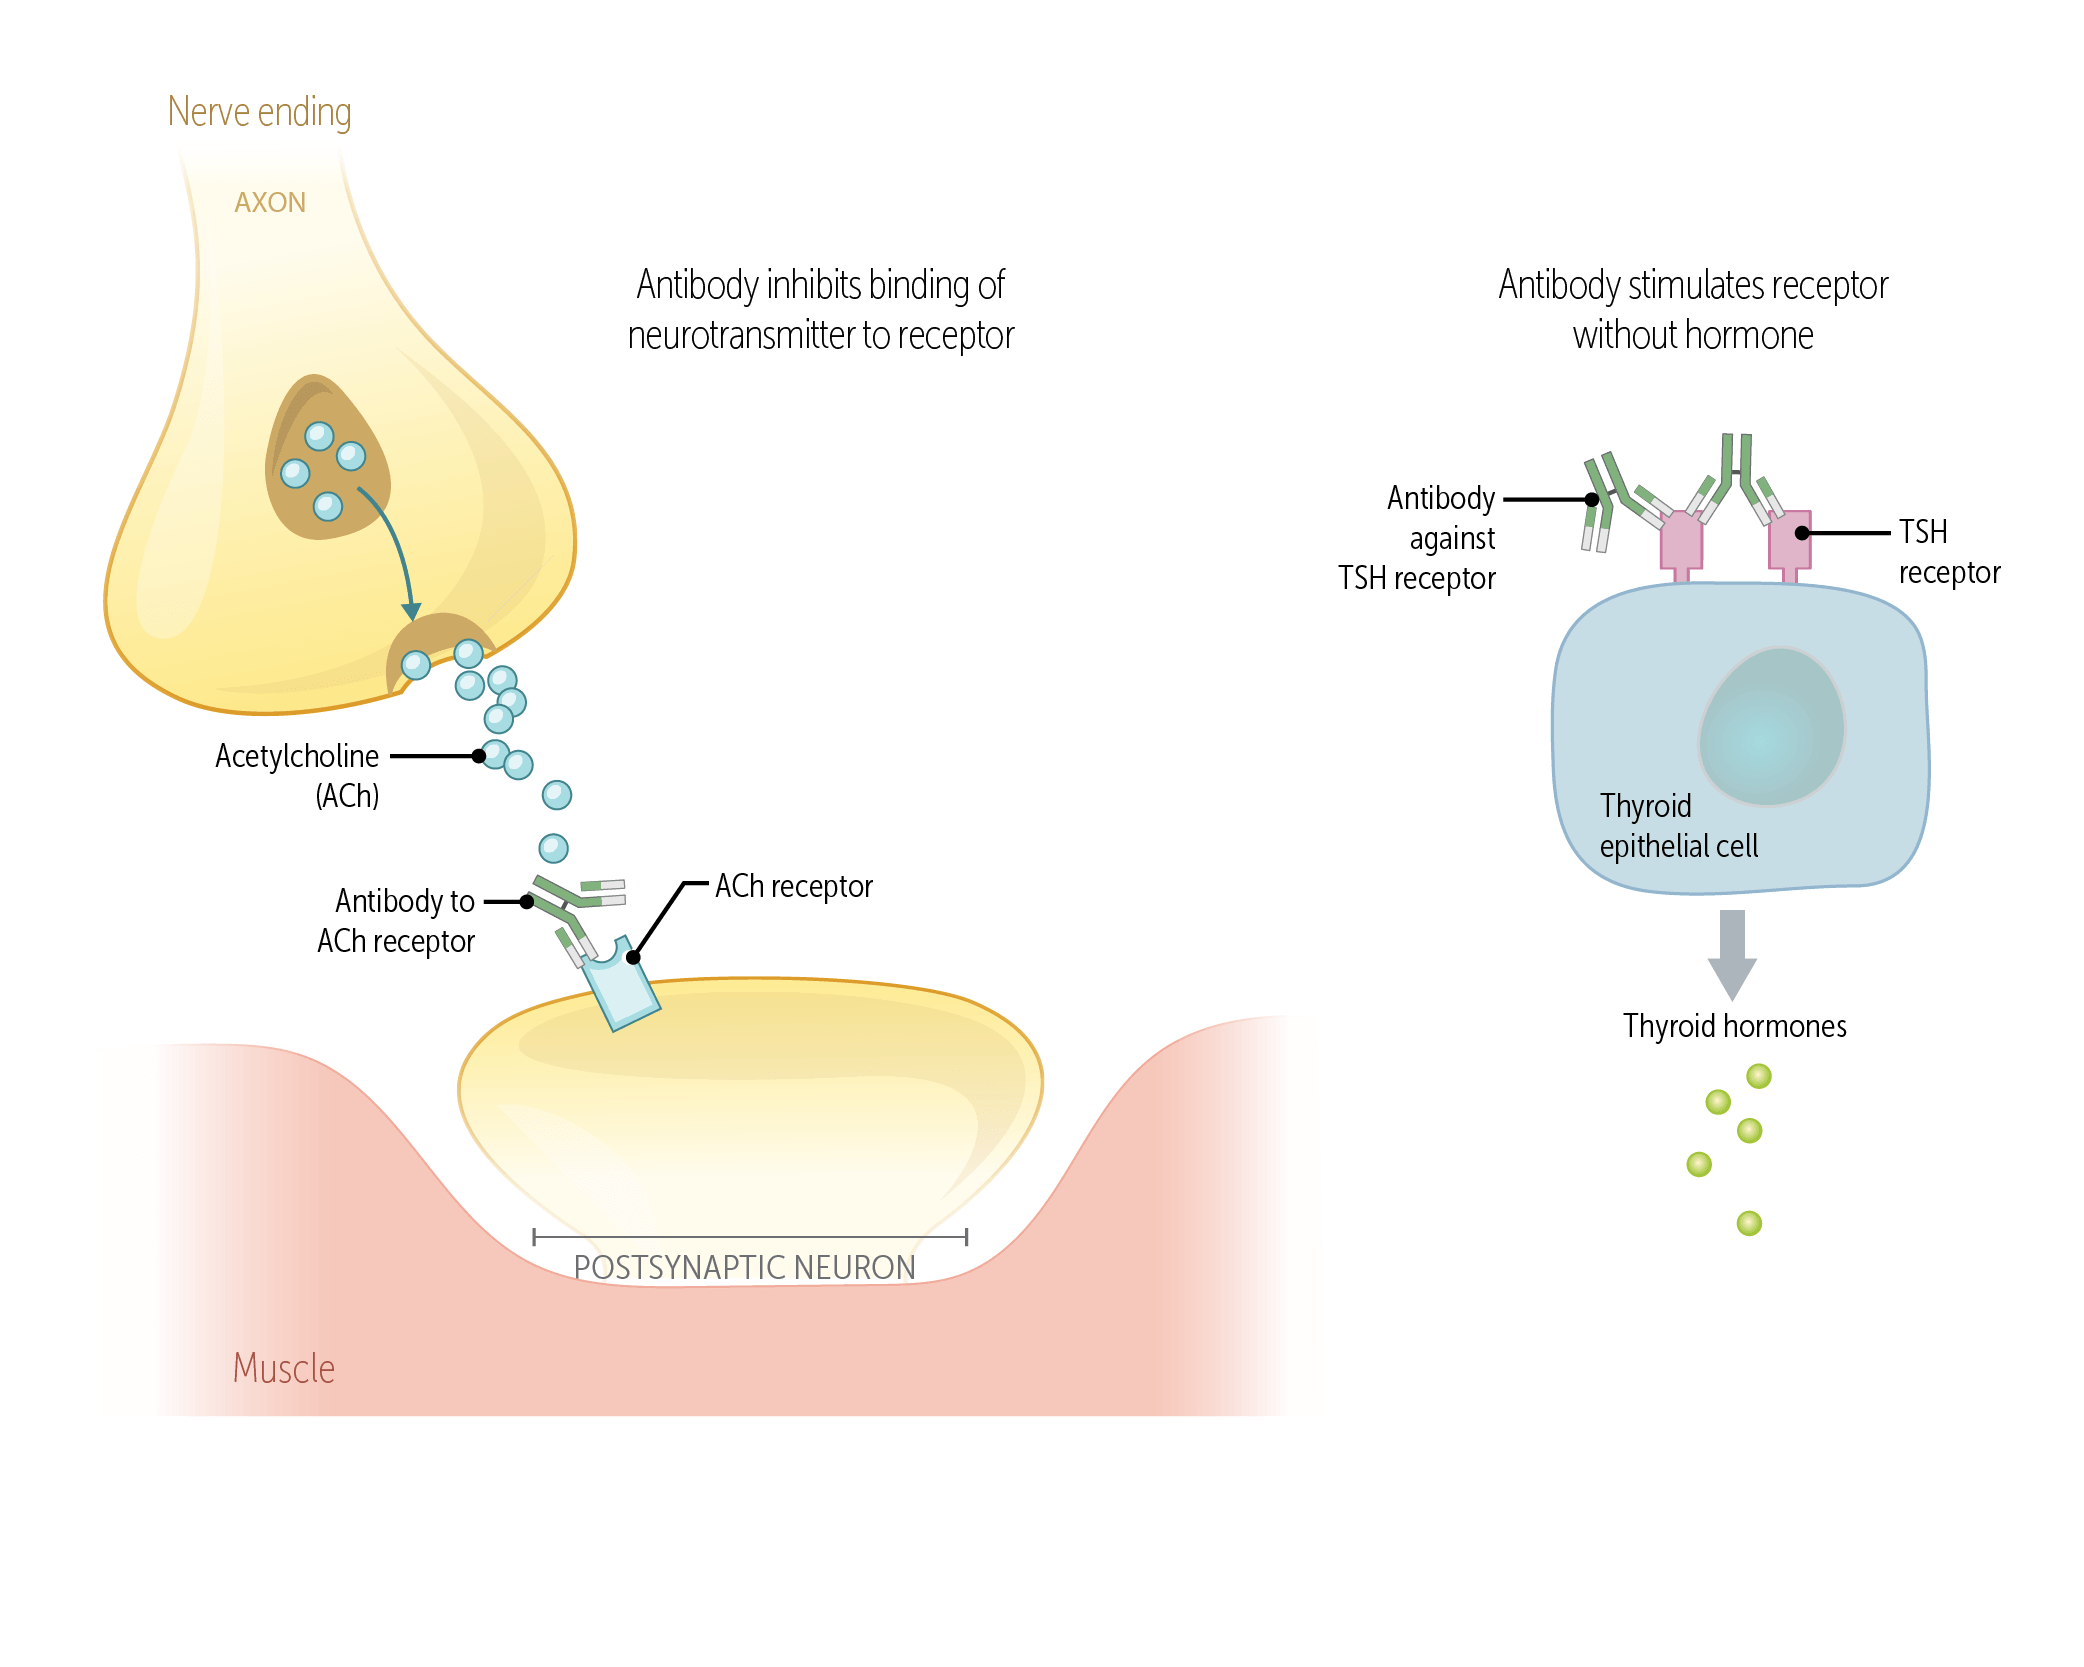 Nerve ending
AXON
Antibody inhibits binding of
neurotransmitter to receptor
Acetylcholine
(ACh)
Antibody to
ACh receptor
ACh receptor
POSTSYNAPTIC NEURON
Muscle
Antibody stimulates receptor
without hormone
Antibody
against
TSH receptor
TSH
receptor
Thyroid
epithelial cell
Thyroid hormones